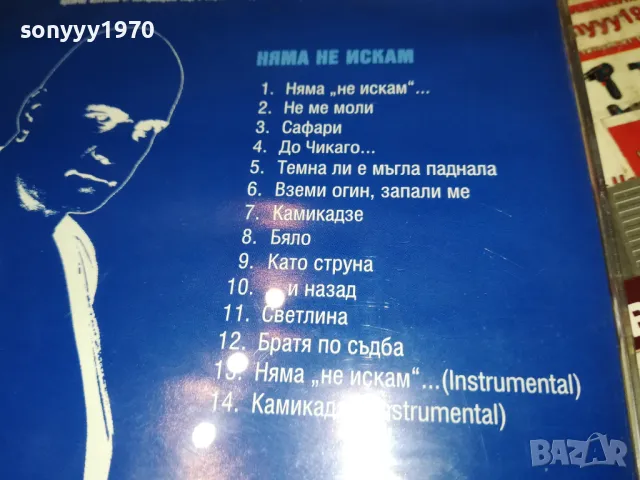 sonyyy1970
НЯМА НЕ ИСКАМ
1. Няма „не искам“...
2. Не ме моли
3. Сафари
4. До Чикаго...
5. Темна ли е мъгла паднала
6. Вземи огин, запали ме
7. Камикадзе
8. Бяло
9. Като струна
10. и назад
11. Светлина
12. Братя по съдба
13. Няма „не искам“...(Instrumental)
14.
BAZAR